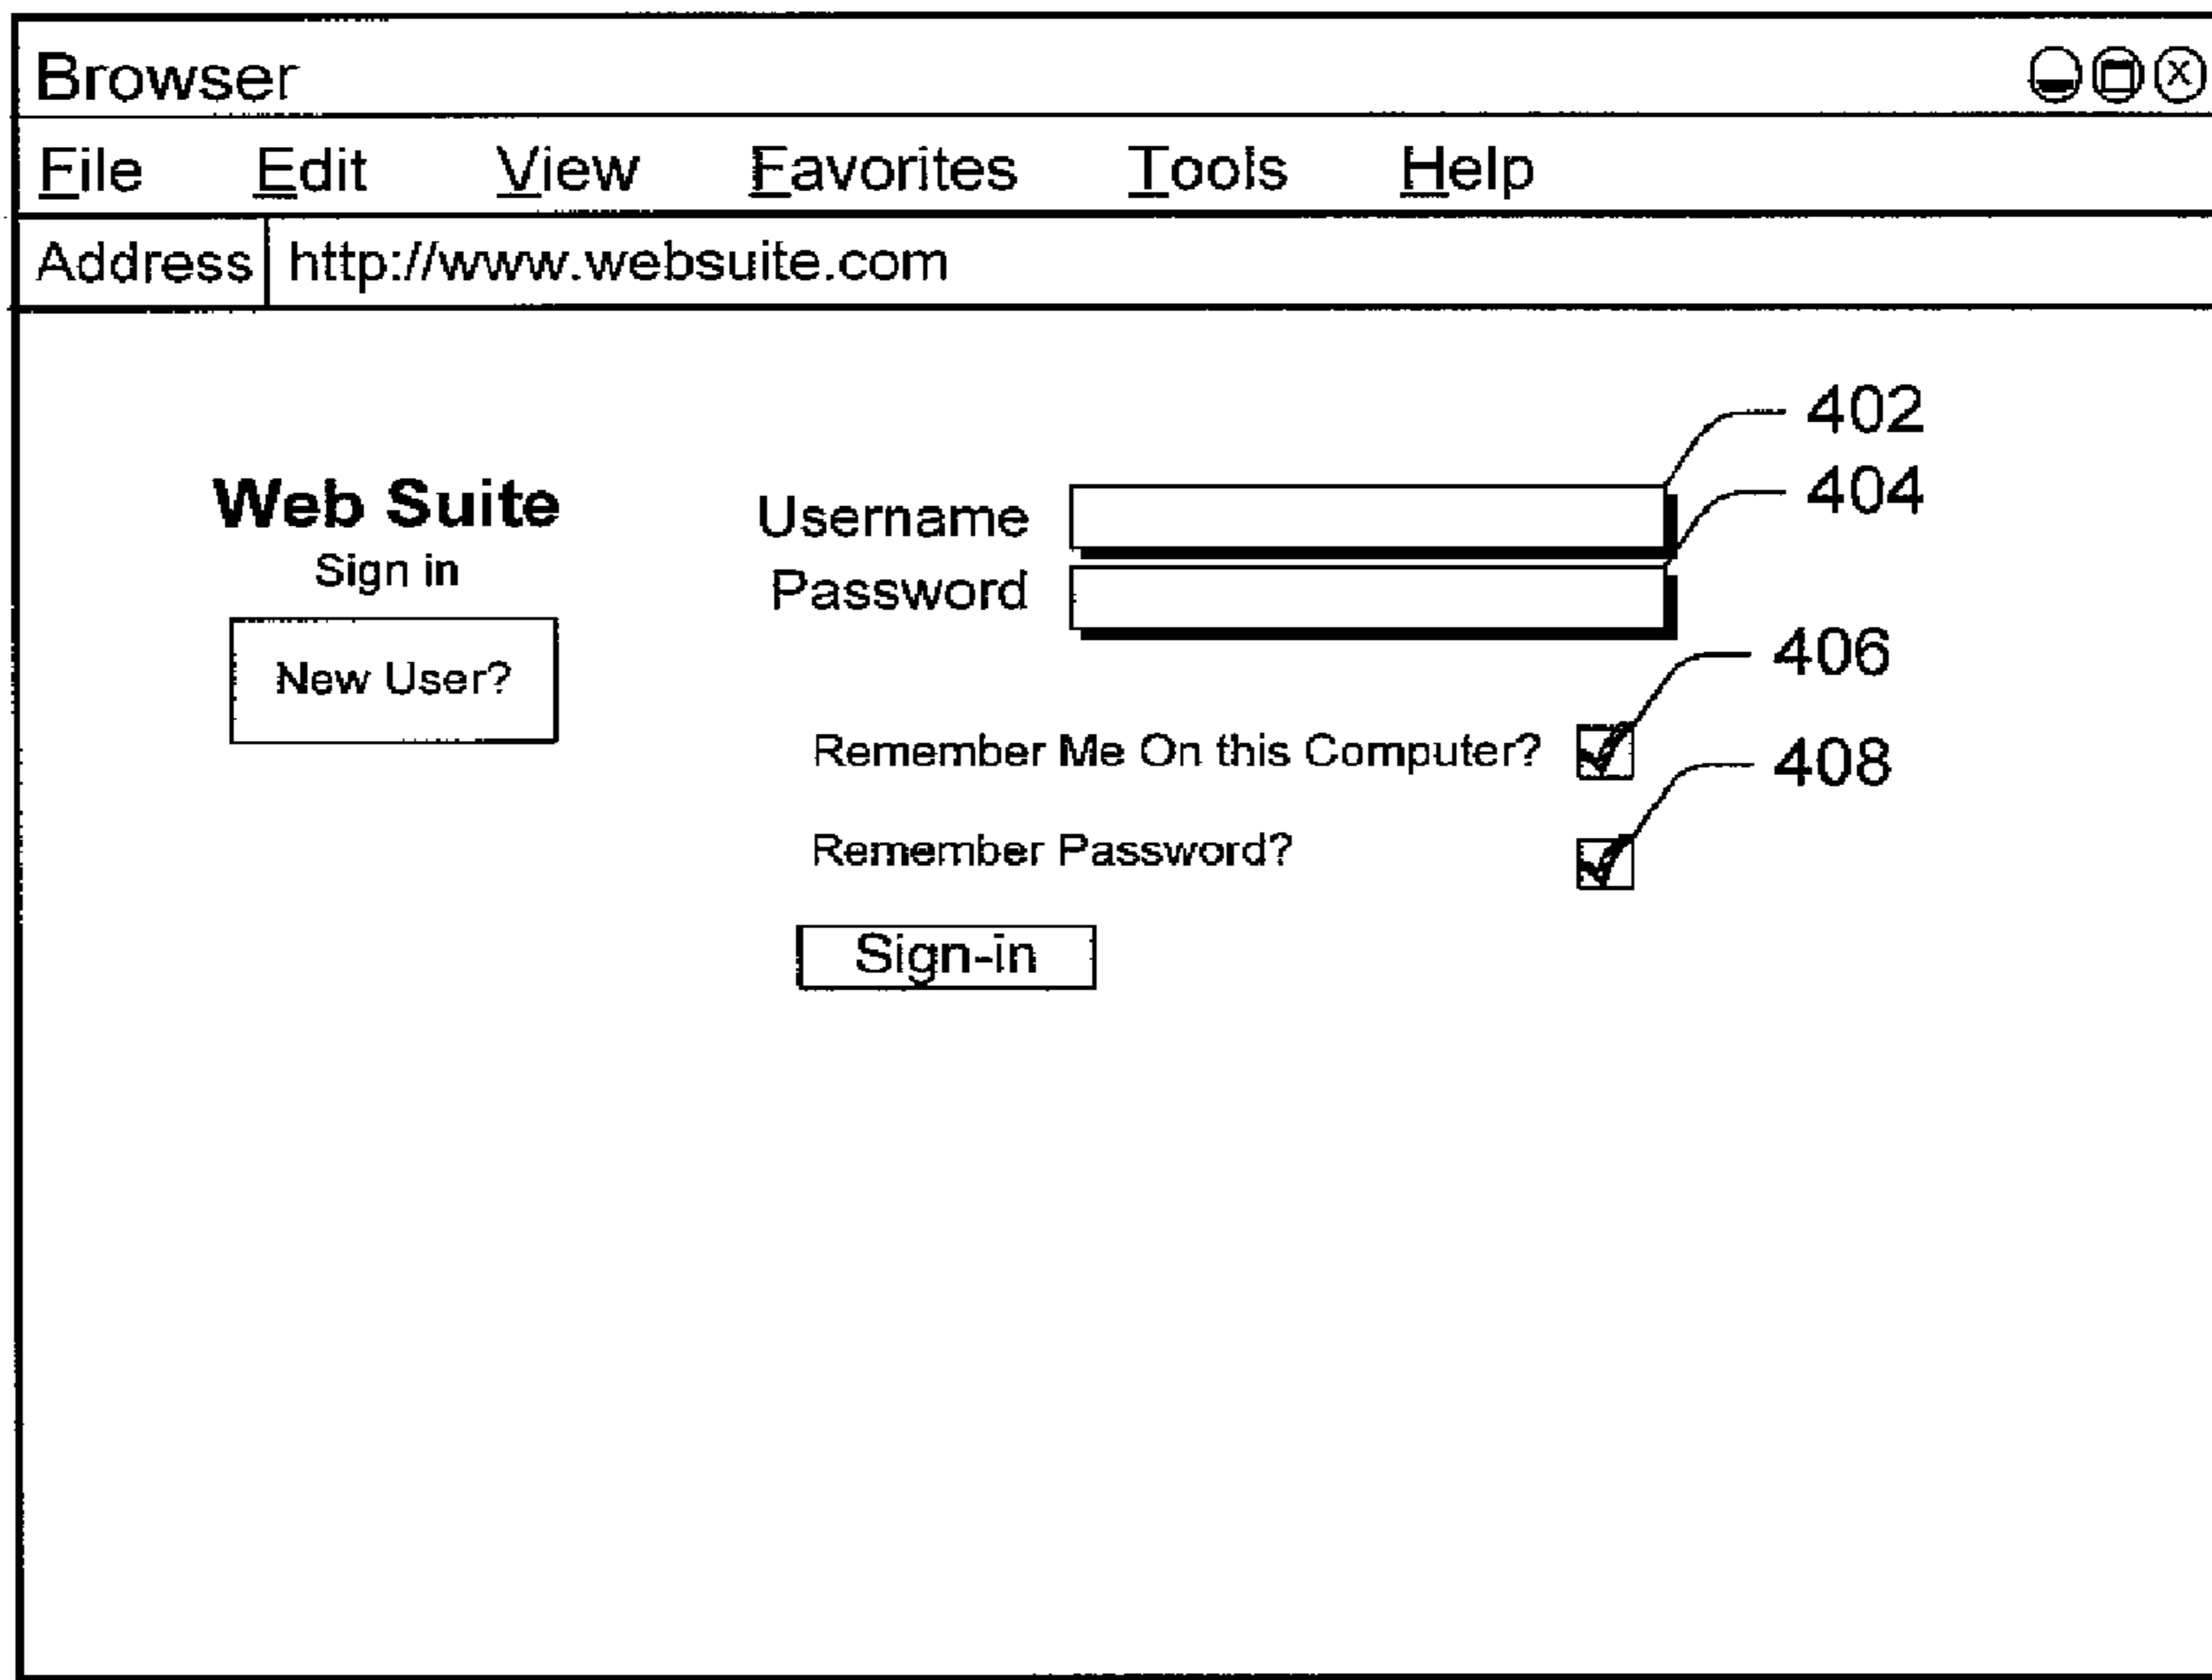 Browser X
File Edit View Favorites Tools Help
Address http://www.websuite.com
402
404
Web Suite
Sign in
New User?
Username
Password
406
Remember Me On this Computer?
408
Remember Password?
Sign-in